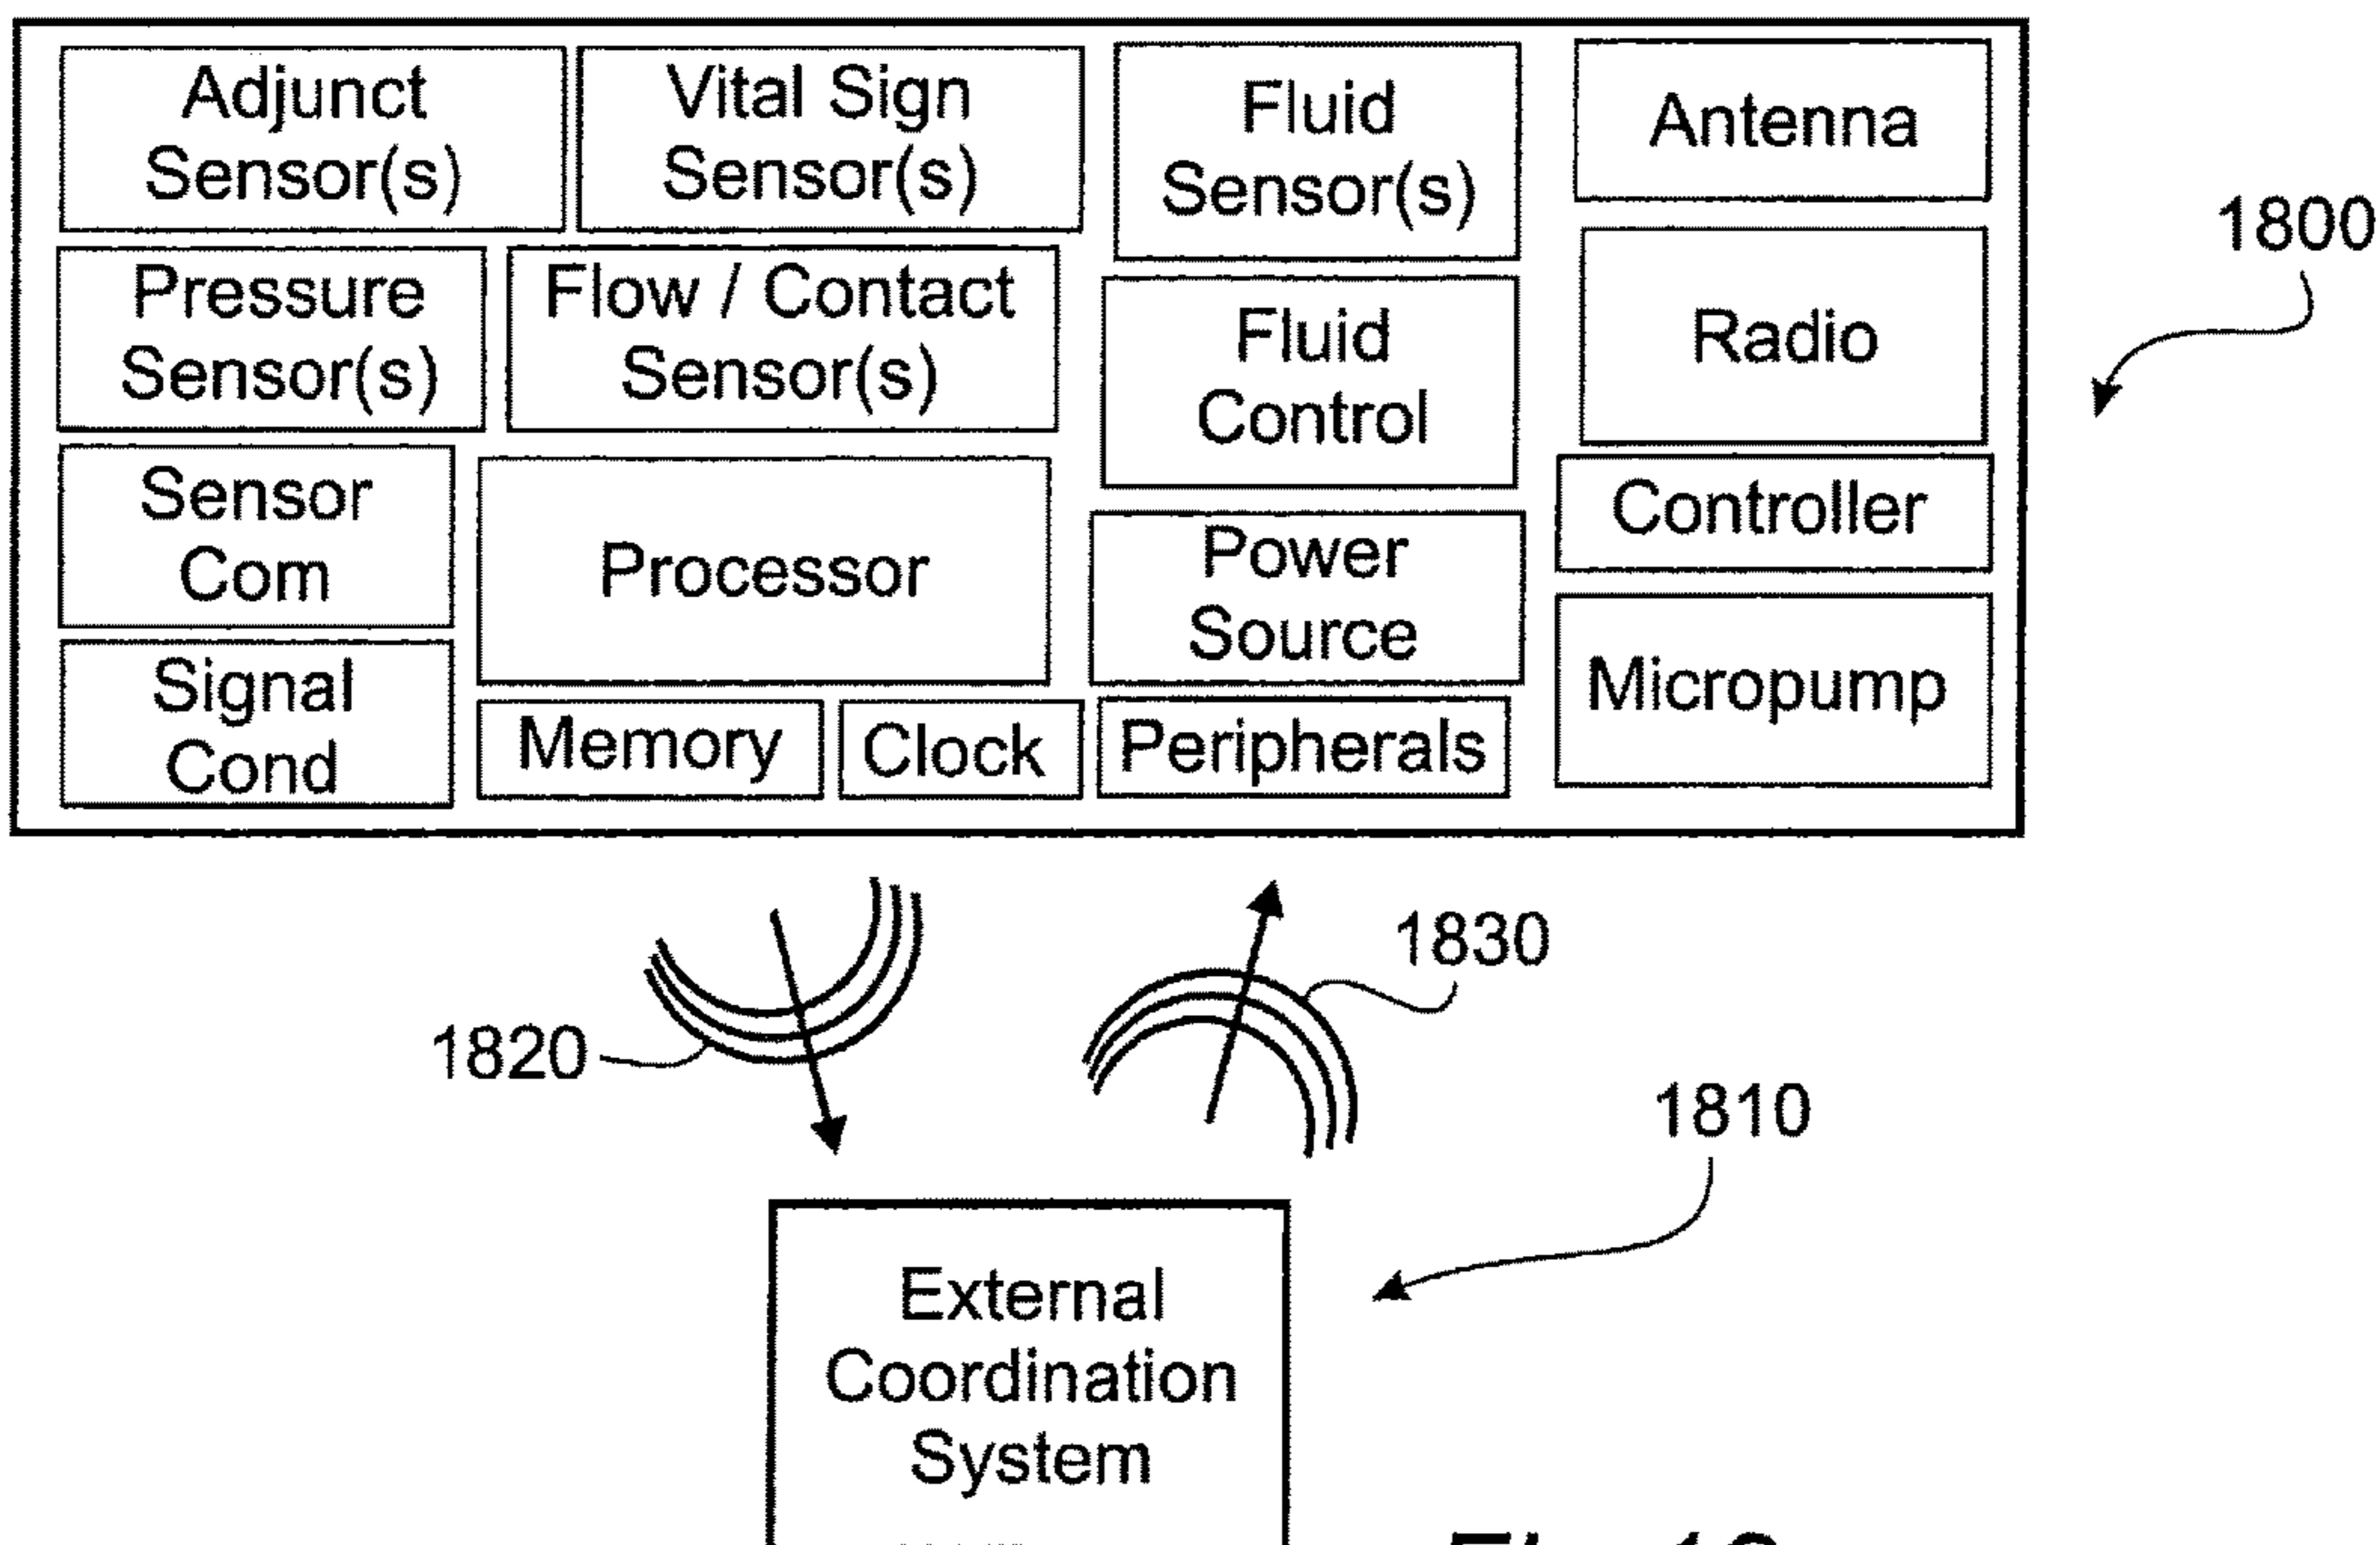 Adjunct
Sensor(s)
Vital Sign
Sensor(s)
Fluid
Sensor(s)
Antenna
1800
Pressure
Sensor(s)
Flow / Contact
Sensor(s)
Fluid
Control
Radio
Sensor
Com
Processor
Power
Source
Controller
Signal
Cond
Memory
Clock
Peripherals
Micropump
1820
1830
1810
External
Coordination
System